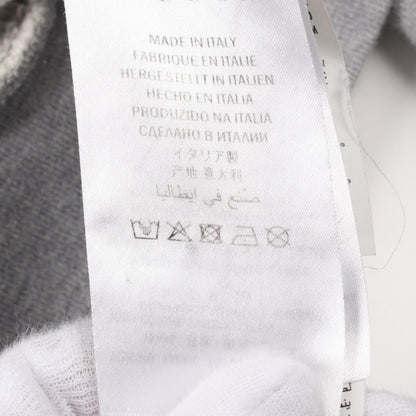 MADE IN ITALY
FABRIQUE EN ITALIE
HERGESTELLT IN ITALIEN
HECHO EN ITALIA
PRODUZIDO NA ITÁLIA
СДЕЛАНО В ИТАЛИИ
イタリア製
产地 意大利
صنع في إيطاليا